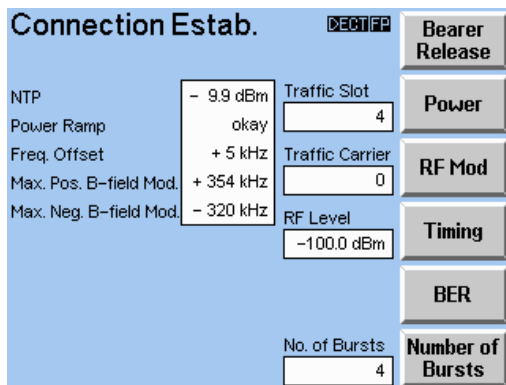 Connection Estab.
DECT FP
NTP
- 9.9 dBm
Power Ramp
okay
Freq. Offset
+ 5 kHz
Max. Pos. B-field Mod.
+ 354 kHz
Max. Neg. B-field Mod.
- 320 kHz
Traffic Slot
4
Traffic Carrier
0
RF Level
-100.0 dBm
No. of Bursts
4
Bearer
Release
Power
RF Mod
Timing
BER
Number of
Bursts